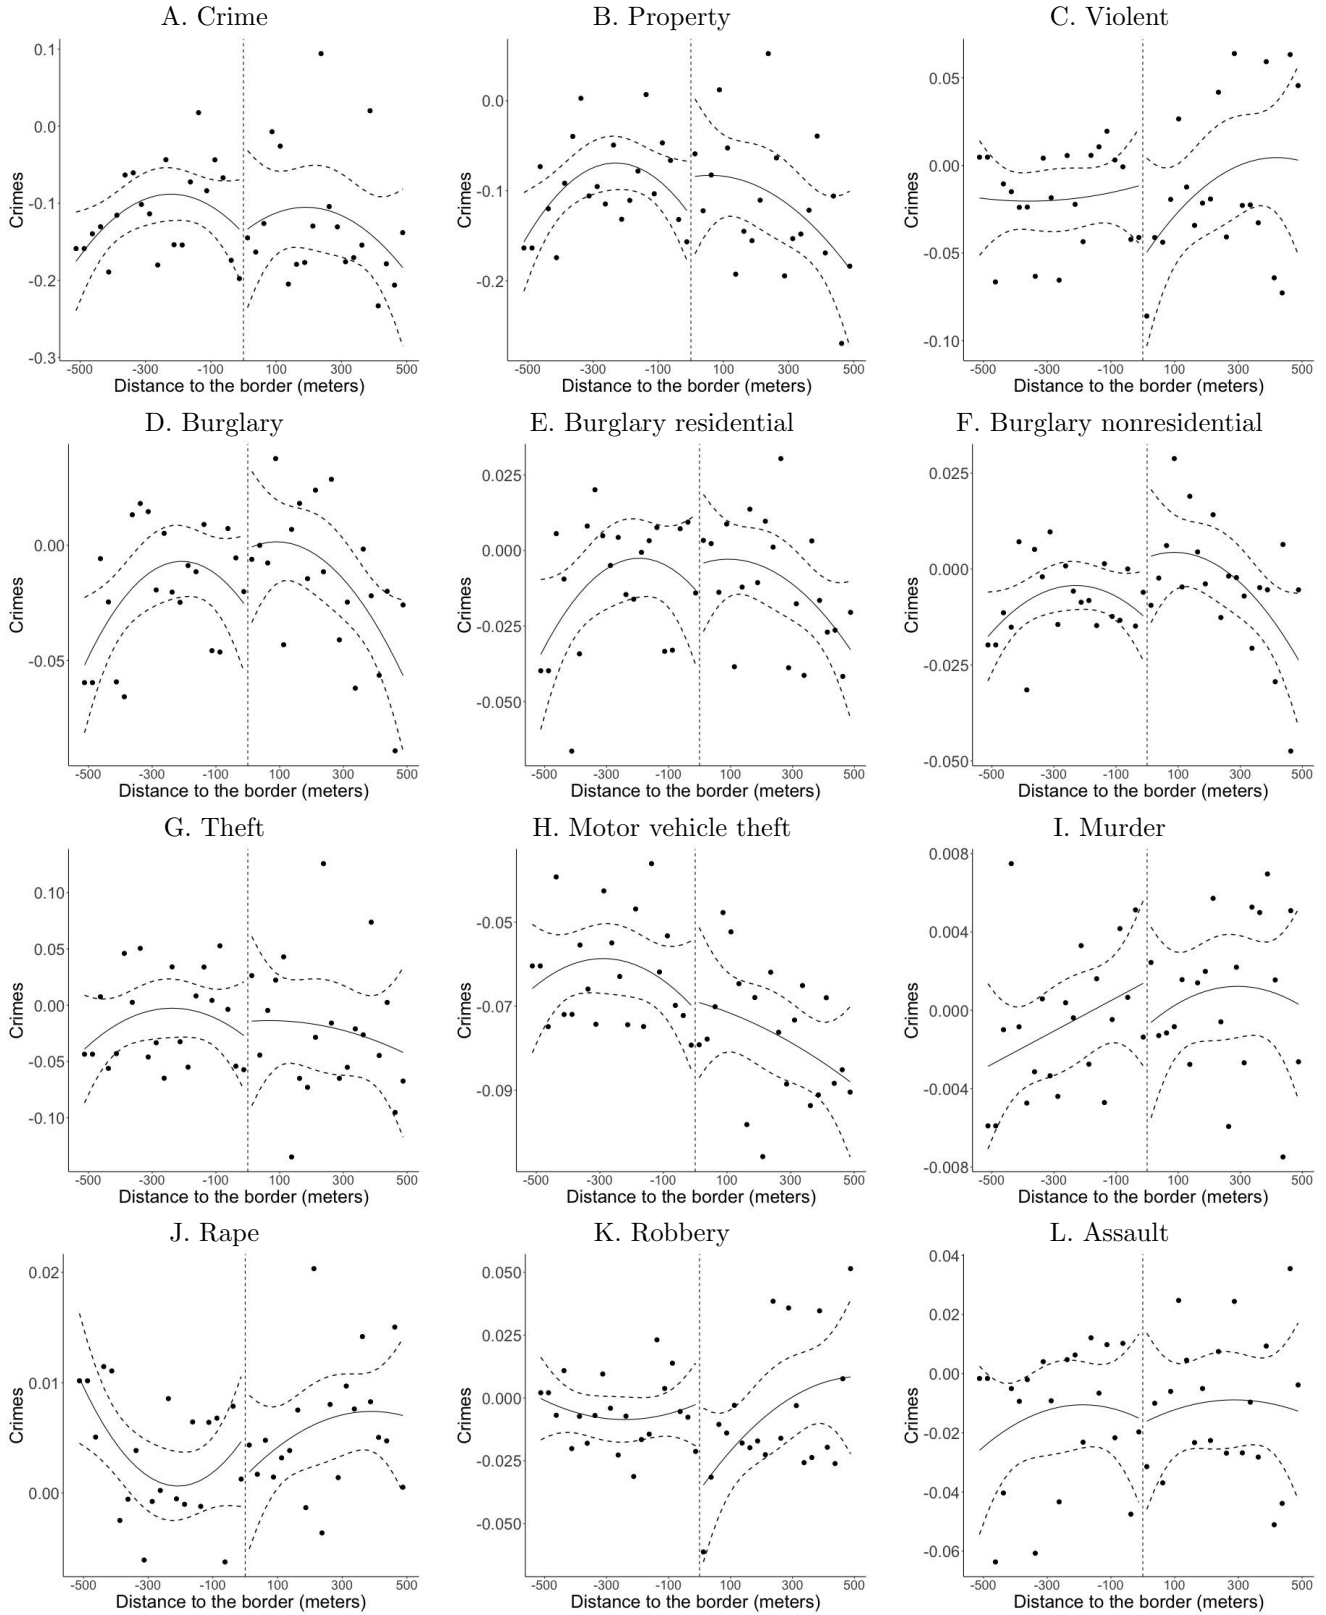 A. Crime
0.1
0.0
-0.1
-0.2
-0.3
Crimes
-500 -300 -100 100 300 500
Distance to the border (meters)
B. Property
0.0
-0.1
-0.2
Crimes
-500 -300 -100 100 300 500
Distance to the border (meters)
C. Violent
0.05
0.00
-0.05
-0.10
Crimes
-500 -300 -100 100 300 500
Distance to the border (meters)
D. Burglary
0.00
-0.05
Crimes
-500 -300 -100 100 300 500
Distance to the border (meters)
E. Burglary residential
0.025
0.000
-0.025
-0.050
Crimes
-500 -300 -100 100 300 500
Distance to the border (meters)
F. Burglary nonresidential
0.025
0.000
-0.025
-0.050
Crimes
-500 -300 -100 100 300 500
Distance to the border (meters)
G. Theft
0.10
0.05
0.00
-0.05
-0.10
Crimes
-500 -300 -100 100 300 500
Distance to the border (meters)
H. Motor vehicle theft
-0.05
-0.07
-0.09
Crimes
-500 -300 -100 100 300 500
Distance to the border (meters)
I. Murder
0.008
0.004
0.000
-0.004
-0.008
Crimes
-500 -300 -100 100 300 500
Distance to the border (meters)
J. Rape
0.02
0.01
0.00
Crimes
-500 -300 -100 100 300 500
Distance to the border (meters)
K. Robbery
0.050
0.025
0.000
-0.025
-0.050
Crimes
-500 -300 -100 100 300 500
Distance to the border (meters)
L. Assault
0.04
0.02
0.00
-0.02
-0.04
-0.06
Crimes
-500 -300 -100 100 300 500
Distance to the border (meters)